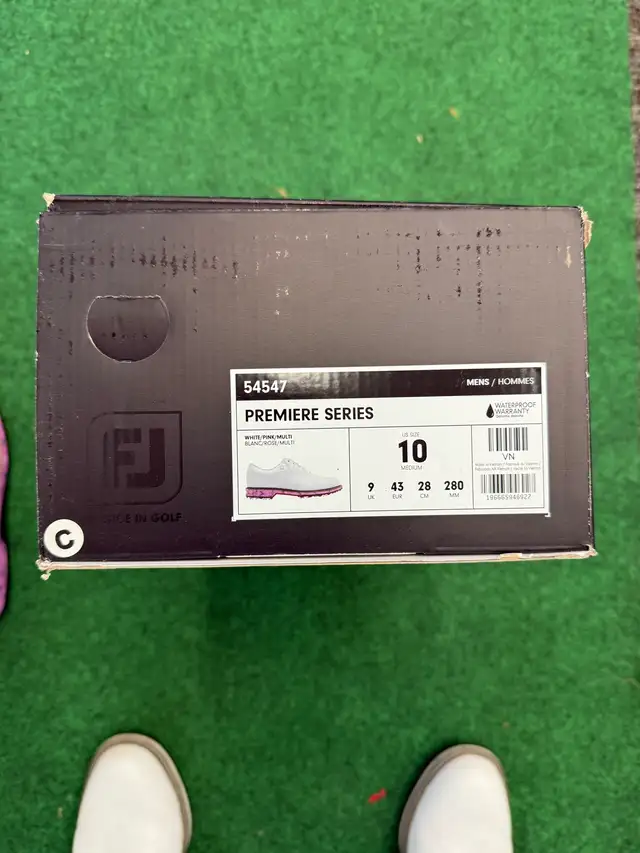 54547
MENS / HOMMES
PREMIERE SERIES
WATERPROOF
WARRANTY
WHITE/PINK/MULTI
BLANC/ROSE/MULTI
US SIZE
10
MEDIUM
9
43
28
280
UK
EUR
CM
MM
VN
FJ
IN GOLF
C